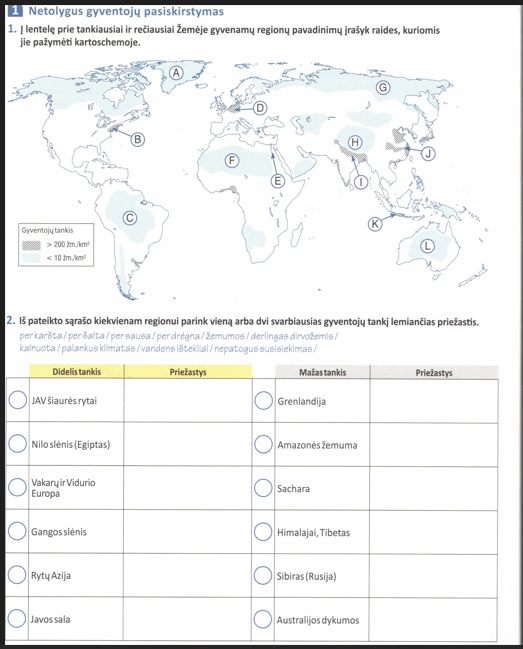 1 Netolygus gyventojų pasiskirstymas
1. Į lentelę prie tankiausiai ir rečiausiai Žemėje gyvenamų regionų pavadinimų įrašyk raides, kuriomis
jie pažymėti kartoschemoje.
A
G
D
B
H
J
F
E
I
C
K
L
Gyventojų tankis
> 200 žm./km²
< 10 žm./km²
2. Iš pateikto sąrašo kiekvienam regionui parink vieną arba dvi svarbiausias gyventojų tankį lemiančias priežastis.
per karšta / per šalta / per sausa / per drėgna / žemumos / derlingas dirvožemis /
kalnuota / palankus klimatas / vandens ištekliai / nepatogus susisiekimas /
Didelis tankis Priežastys Mažas tankis Priežastys
JAV šiaurės rytai Grenlandija
Nilo slėnis (Egiptas) Amazonės žemuma
Vakarų ir Vidurio
Europa Sachara
Gangos slėnis Himalajai, Tibetas
Rytų Azija Sibiras (Rusija)
Javos sala Australijos dykumos